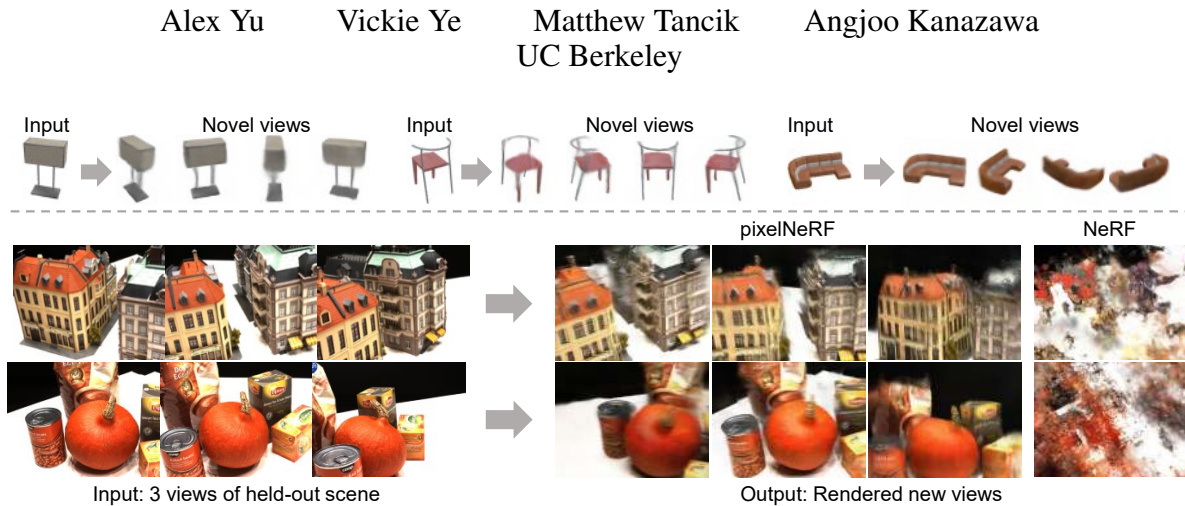 Alex Yu Vickie Ye Matthew Tancik Angjoo Kanazawa
UC Berkeley
Input Novel views Input Novel views Input Novel views
pixelNeRF NeRF
Input: 3 views of held-out scene Output: Rendered new views